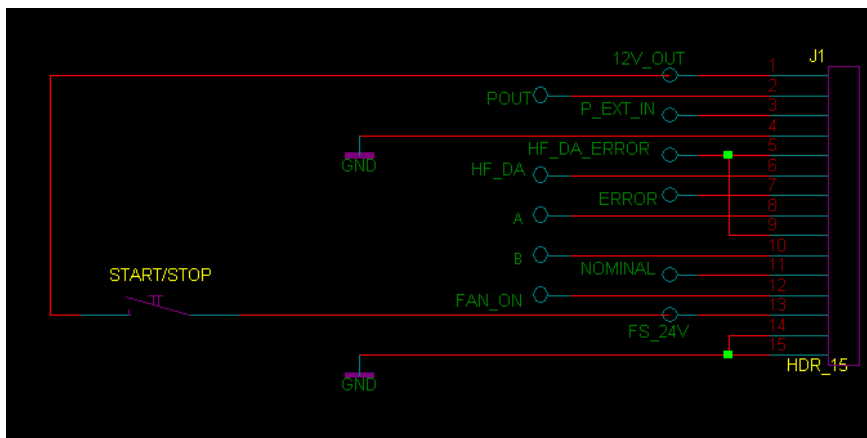 J1
12V_OUT
1
POUT
2
P_EXT_IN
3
4
GND
HF_DA_ERROR
5
HF_DA
6
ERROR
7
A
8
9
B
10
NOMINAL
11
START/STOP
FAN_ON
12
13
FS_24V
14
15
GND
HDR_15